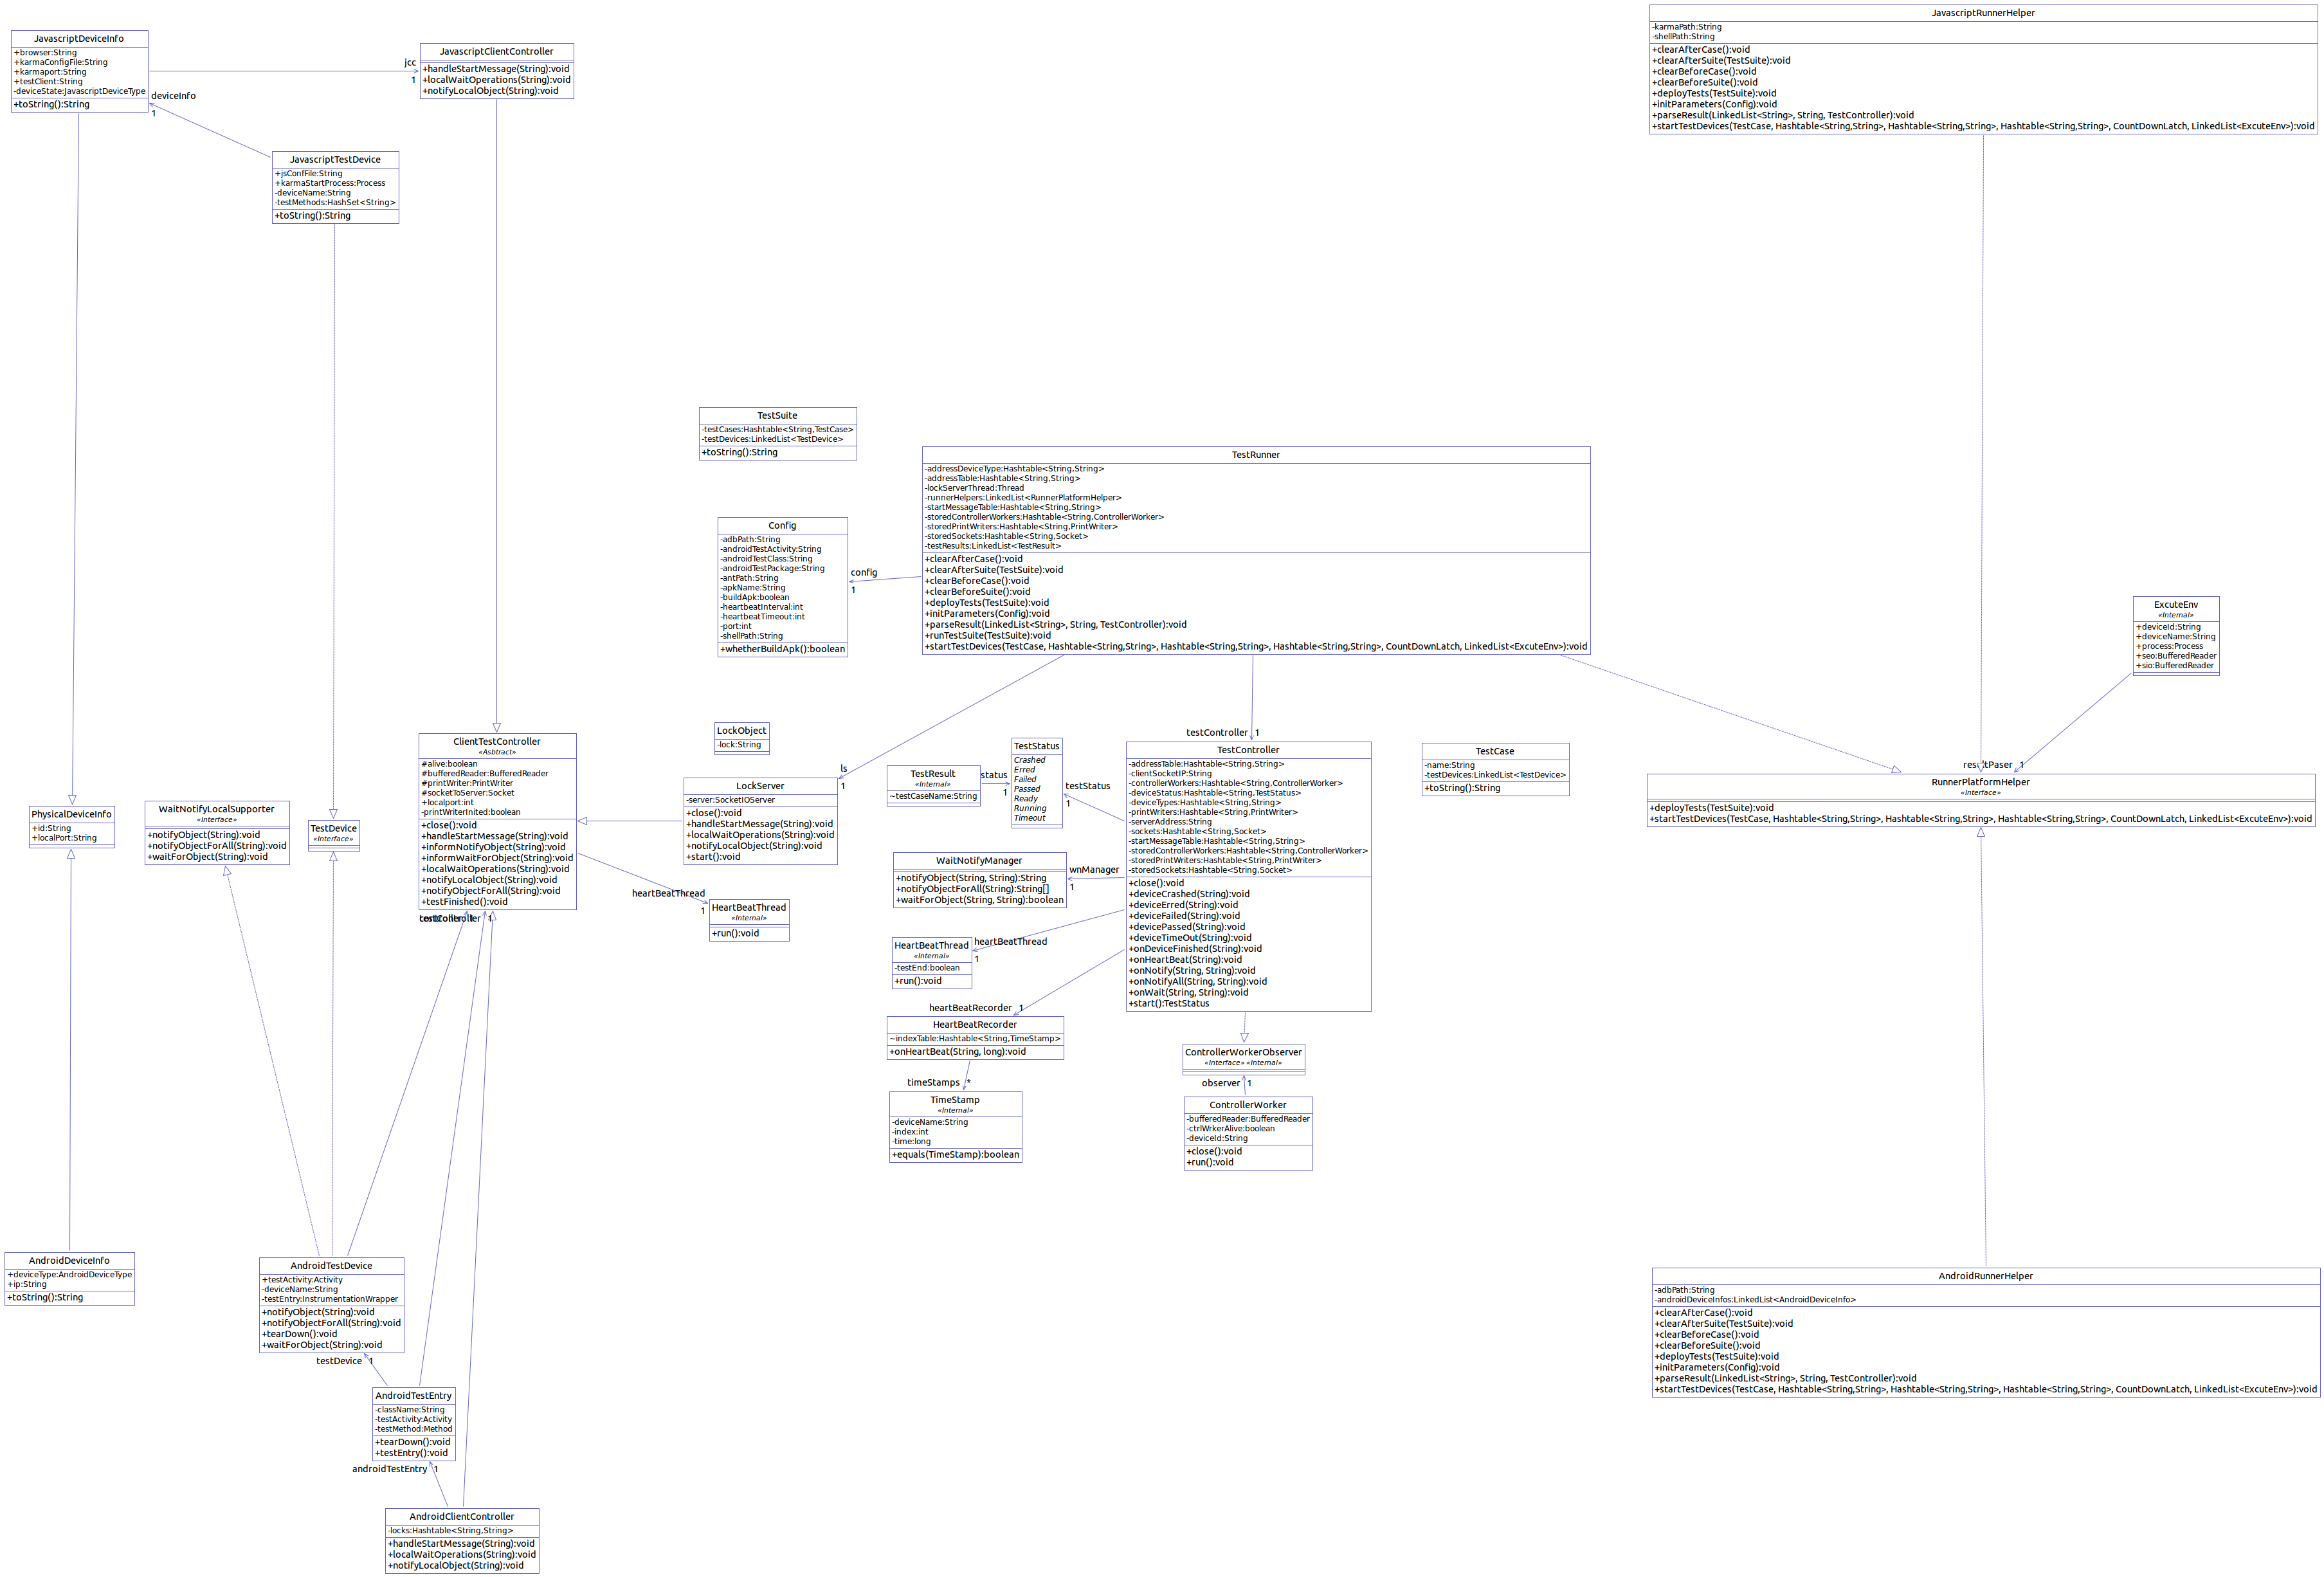 JavascriptDeviceInfo
+browser:String
+karmaConfigFile:String
+karmaport:String
+testClient:String
-deviceState:JavascriptDeviceType
+toString():String
jcc
1
JavascriptClientController
+handleStartMessage(String):void
+localWaitOperations(String):void
+notifyLocalObject(String):void
deviceInfo
1
JavascriptTestDevice
+jsConfFile:String
+karmaStartProcess:Process
-deviceName:String
-testMethods:HashSet<String>
+toString():String
JavascriptRunnerHelper
-karmaPath:String
-shellPath:String
+clearAfterCase():void
+clearAfterSuite(TestSuite):void
+clearBeforeCase():void
+clearBeforeSuite():void
+deployTests(TestSuite):void
+initParameters(Config):void
+parseResult(LinkedList<String>, String, TestController):void
+startTestDevices(TestCase, Hashtable<String,String>, Hashtable<String,String>, Hashtable<String,String>, CountDownLatch, LinkedList<ExcuteEnv>):void
TestSuite
-testCases:Hashtable<String,TestCase>
-testDevices:LinkedList<TestDevice>
+toString():String
TestRunner
-addressDeviceType:Hashtable<String,String>
-addressTable:Hashtable<String,String>
-lockServerThread:Thread
-runnerHelpers:LinkedList<RunnerPlatformHelper>
-startMessageTable:Hashtable<String,String>
-storedControllerWorkers:Hashtable<String,ControllerWorker>
-storedPrintWriters:Hashtable<String,PrintWriter>
-storedSockets:Hashtable<String,Socket>
-testResults:LinkedList<TestResult>
+clearAfterCase():void
+clearAfterSuite(TestSuite):void
+clearBeforeCase():void
+clearBeforeSuite():void
+deployTests(TestSuite):void
+initParameters(Config):void
+parseResult(LinkedList<String>, String, TestController):void
+runTestSuite(TestSuite):void
+startTestDevices(TestCase, Hashtable<String,String>, Hashtable<String,String>, Hashtable<String,String>, CountDownLatch, LinkedList<ExcuteEnv>):void
Config
-adbPath:String
-androidTestActivity:String
-androidTestClass:String
-androidTestPackage:String
-antPath:String
-apkName:String
-buildApk:boolean
-heartbeatInterval:int
-heartbeatTimeout:int
-port:int
-shellPath:String
+whetherBuildApk():boolean
config
1
ExcuteEnv
«Internal»
+deviceId:String
+deviceName:String
+process:Process
+seo:BufferedReader
+sio:BufferedReader
LockObject
-lock:String
ClientTestController
«Asbtract»
#alive:boolean
#bufferedReader:BufferedReader
#printWriter:PrintWriter
#socketToServer:Socket
+localport:int
-printWriterInited:boolean
+close():void
+handleStartMessage(String):void
+informNotifyObject(String):void
+informWaitForObject(String):void
+localWaitOperations(String):void
+notifyLocalObject(String):void
+notifyObjectForAll(String):void
+testFinished():void
LockServer
-server:SocketIOServer
+close():void
+handleStartMessage(String):void
+localWaitOperations(String):void
+notifyLocalObject(String):void
+start():void
ls
1
TestResult
«Internal»
~testCaseName:String
status
1
TestStatus
Crashed
Erred
Failed
Passed
Ready
Running
Timeout
testStatus
1
testController 1
TestController
-addressTable:Hashtable<String,String>
-clientSocketIP:String
-controllerWorkers:Hashtable<String,ControllerWorker>
-deviceStatus:Hashtable<String,TestStatus>
-deviceTypes:Hashtable<String,String>
-printWriters:Hashtable<String,PrintWriter>
-serverAddress:String
-sockets:Hashtable<String,Socket>
-startMessageTable:Hashtable<String,String>
-storedControllerWorkers:Hashtable<String,ControllerWorker>
-storedPrintWriters:Hashtable<String,PrintWriter>
-storedSockets:Hashtable<String,Socket>
+close():void
+deviceCrashed(String):void
+deviceErred(String):void
+deviceFailed(String):void
+devicePassed(String):void
+deviceTimeOut(String):void
+onDeviceFinished(String):void
+onHeartBeat(String):void
+onNotify(String, String):void
+onNotifyAll(String, String):void
+onWait(String, String):void
+start():TestStatus
TestCase
-name:String
-testDevices:LinkedList<TestDevice>
+toString():String
1
RunnerPlatformHelper
«Interface»
+deployTests(TestSuite):void
+startTestDevices(TestCase, Hashtable<String,String>, Hashtable<String,String>, Hashtable<String,String>, CountDownLatch, LinkedList<ExcuteEnv>):void
PhysicalDeviceInfo
+id:String
+localPort:String
WaitNotifyLocalSupporter
«Interface»
+notifyObject(String):void
+notifyObjectForAll(String):void
+waitForObject(String):void
TestDevice
«Interface»
WaitNotifyManager
+notifyObject(String, String):String
+notifyObjectForAll(String):String[]
+waitForObject(String, String):boolean
wnManager
1
heartBeatThread
1
HeartBeatThread
«Internal»
+run():void
HeartBeatThread
«Internal»
-testEnd:boolean
+run():void
heartBeatThread
1
heartBeatRecorder 1
HeartBeatRecorder
~indexTable:Hashtable<String,TimeStamp>
+onHeartBeat(String, long):void
timeStamps *
TimeStamp
«Internal»
-deviceName:String
-index:int
-time:long
+equals(TimeStamp):boolean
ControllerWorkerObserver
«Interface» «Internal»
observer 1
ControllerWorker
-bufferedReader:BufferedReader
-ctrlWrkerAlive:boolean
-deviceId:String
+close():void
+run():void
AndroidDeviceInfo
+deviceType:AndroidDeviceType
+ip:String
+toString():String
AndroidTestDevice
+testActivity:Activity
-deviceName:String
-testEntry:InstrumentationWrapper
+notifyObject(String):void
+notifyObjectForAll(String):void
+tearDown():void
+waitForObject(String):void
testDevice 1
AndroidTestEntry
-className:String
-testActivity:Activity
-testMethod:Method
+tearDown():void
+testEntry():void
androidTestEntry 1
AndroidClientController
-locks:Hashtable<String,String>
+handleStartMessage(String):void
+localWaitOperations(String):void
+notifyLocalObject(String):void
AndroidRunnerHelper
-adbPath:String
-androidDeviceInfos:LinkedList<AndroidDeviceInfo>
+clearAfterCase():void
+clearAfterSuite(TestSuite):void
+clearBeforeCase():void
+clearBeforeSuite():void
+deployTests(TestSuite):void
+initParameters(Config):void
+parseResult(LinkedList<String>, String, TestController):void
+startTestDevices(TestCase, Hashtable<String,String>, Hashtable<String,String>, Hashtable<String,String>, CountDownLatch, LinkedList<ExcuteEnv>):void